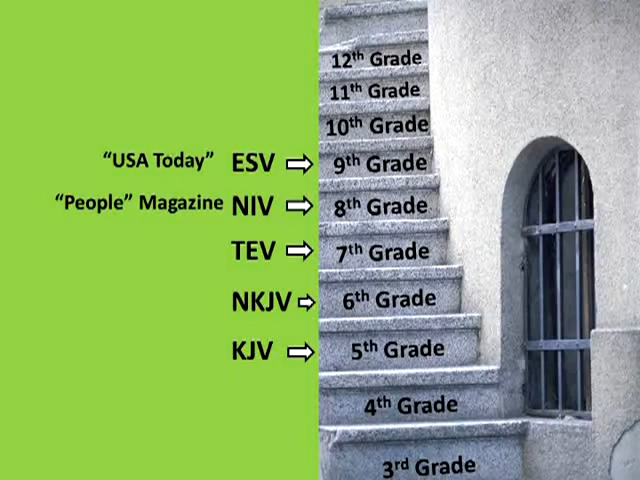 12th Grade
11th Grade
10th Grade
"USA Today" ESV 9th Grade
"People" Magazine NIV 8th Grade
TEV 7th Grade
NKJV 6th Grade
KJV 5th Grade
4th Grade
3rd Grade